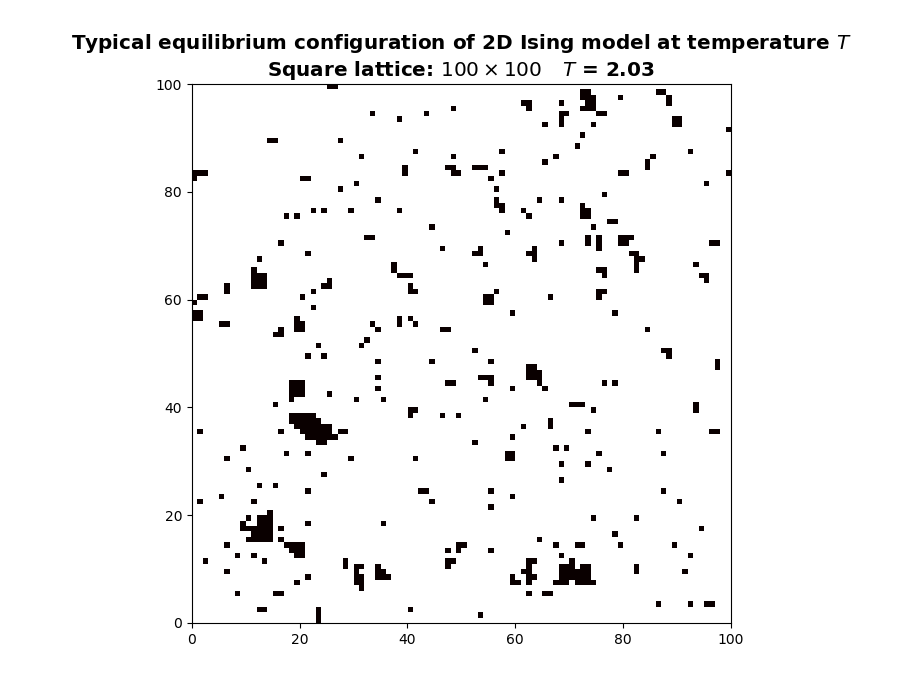 Typical equilibrium configuration of 2D Ising model at temperature T
Square lattice: 100 × 100 T = 2.03
100
80
60
40
20
0
0 20 40 60 80 100